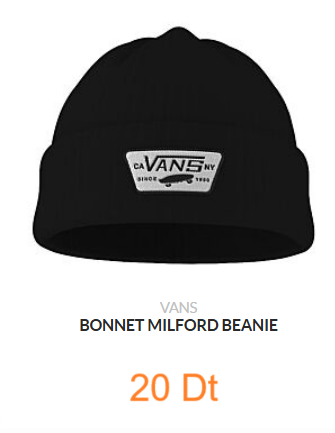 CA VANS NY
SINCE 1966
VANS
BONNET MILFORD BEANIE
20 Dt